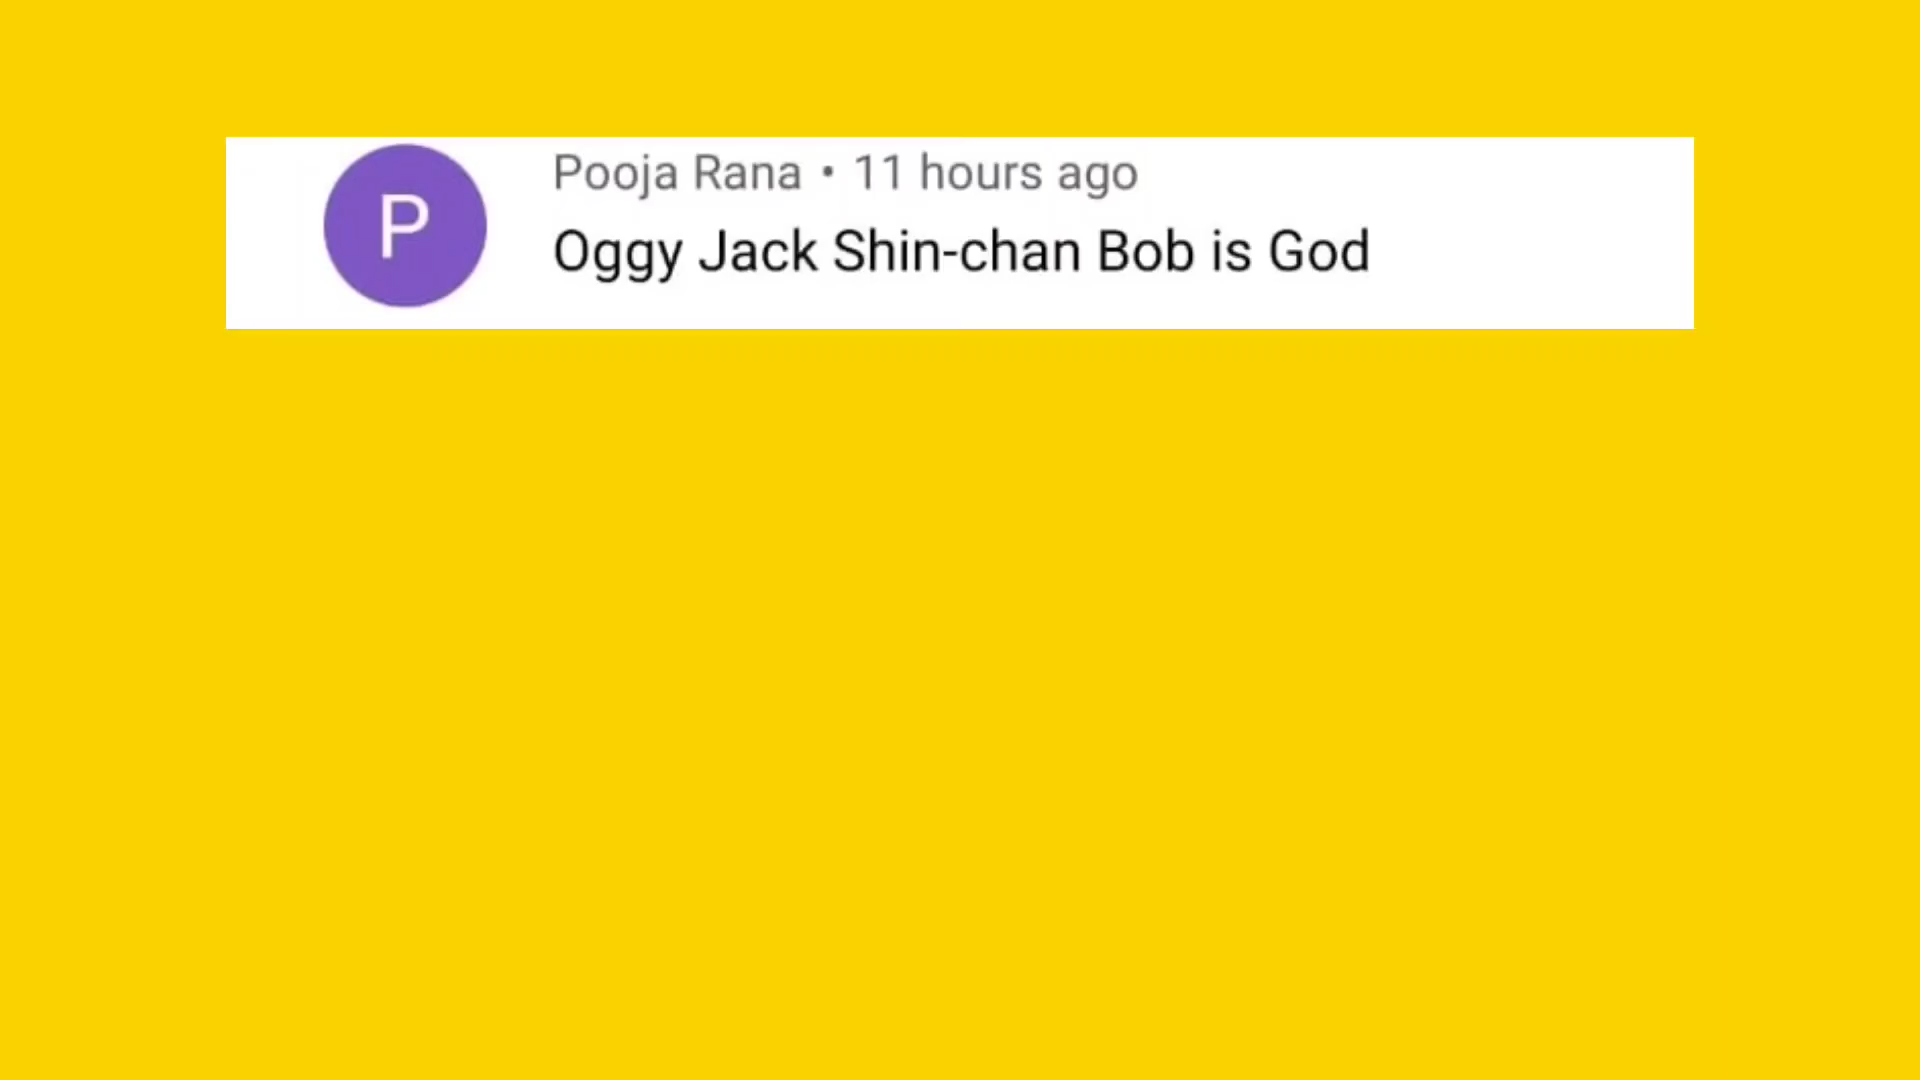 P
Pooja Rana • 11 hours ago
Oggy Jack Shin-chan Bob is God